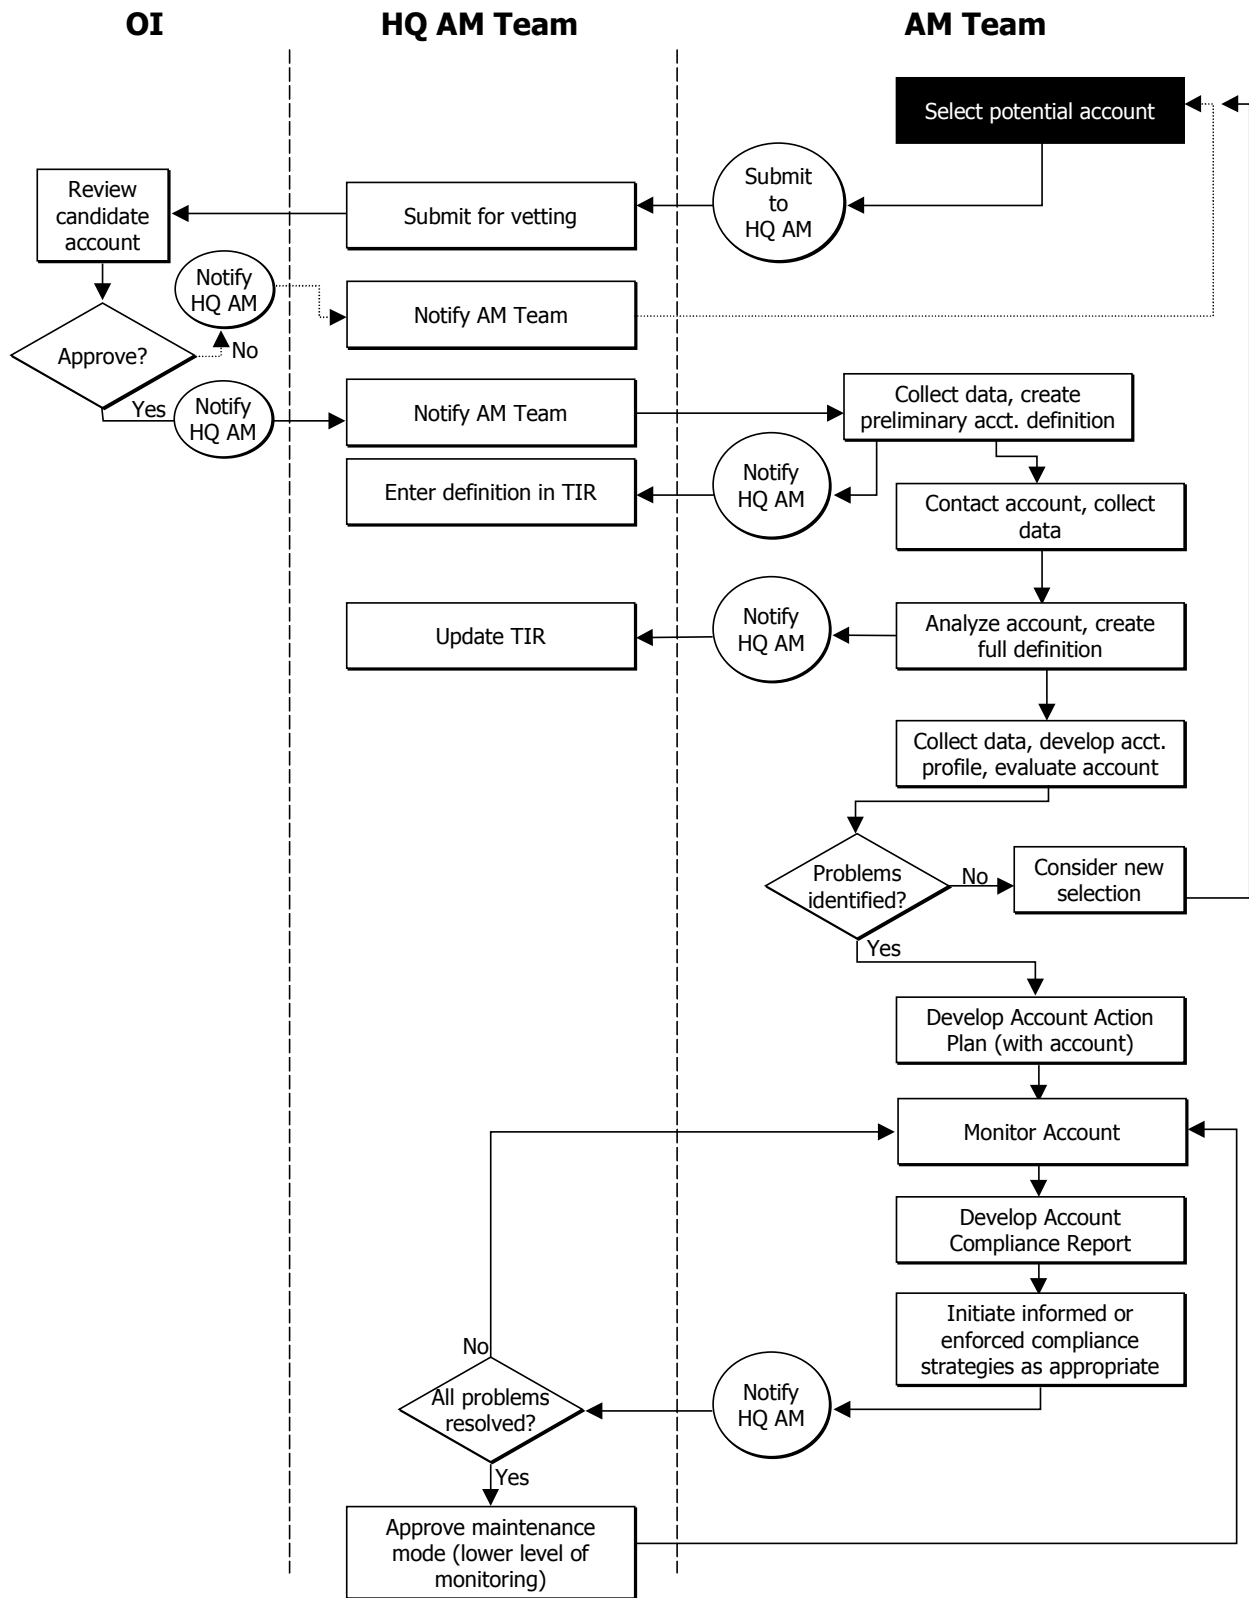 OI
HQ AM Team
AM Team
Select potential account
Submit
to
HQ AM
Submit for vetting
Review
candidate
account
Notify
HQ AM
Notify AM Team
Approve?
No
Yes
Notify
HQ AM
Notify AM Team
Collect data, create
preliminary acct. definition
Notify
HQ AM
Enter definition in TIR
Contact account, collect
data
Analyze account, create
full definition
Notify
HQ AM
Update TIR
Collect data, develop acct.
profile, evaluate account
Problems
identified?
No
Consider new
selection
Yes
Develop Account Action
Plan (with account)
Monitor Account
Develop Account
Compliance Report
Initiate informed or
enforced compliance
strategies as appropriate
Notify
HQ AM
No
All problems
resolved?
Yes
Approve maintenance
mode (lower level of
monitoring)